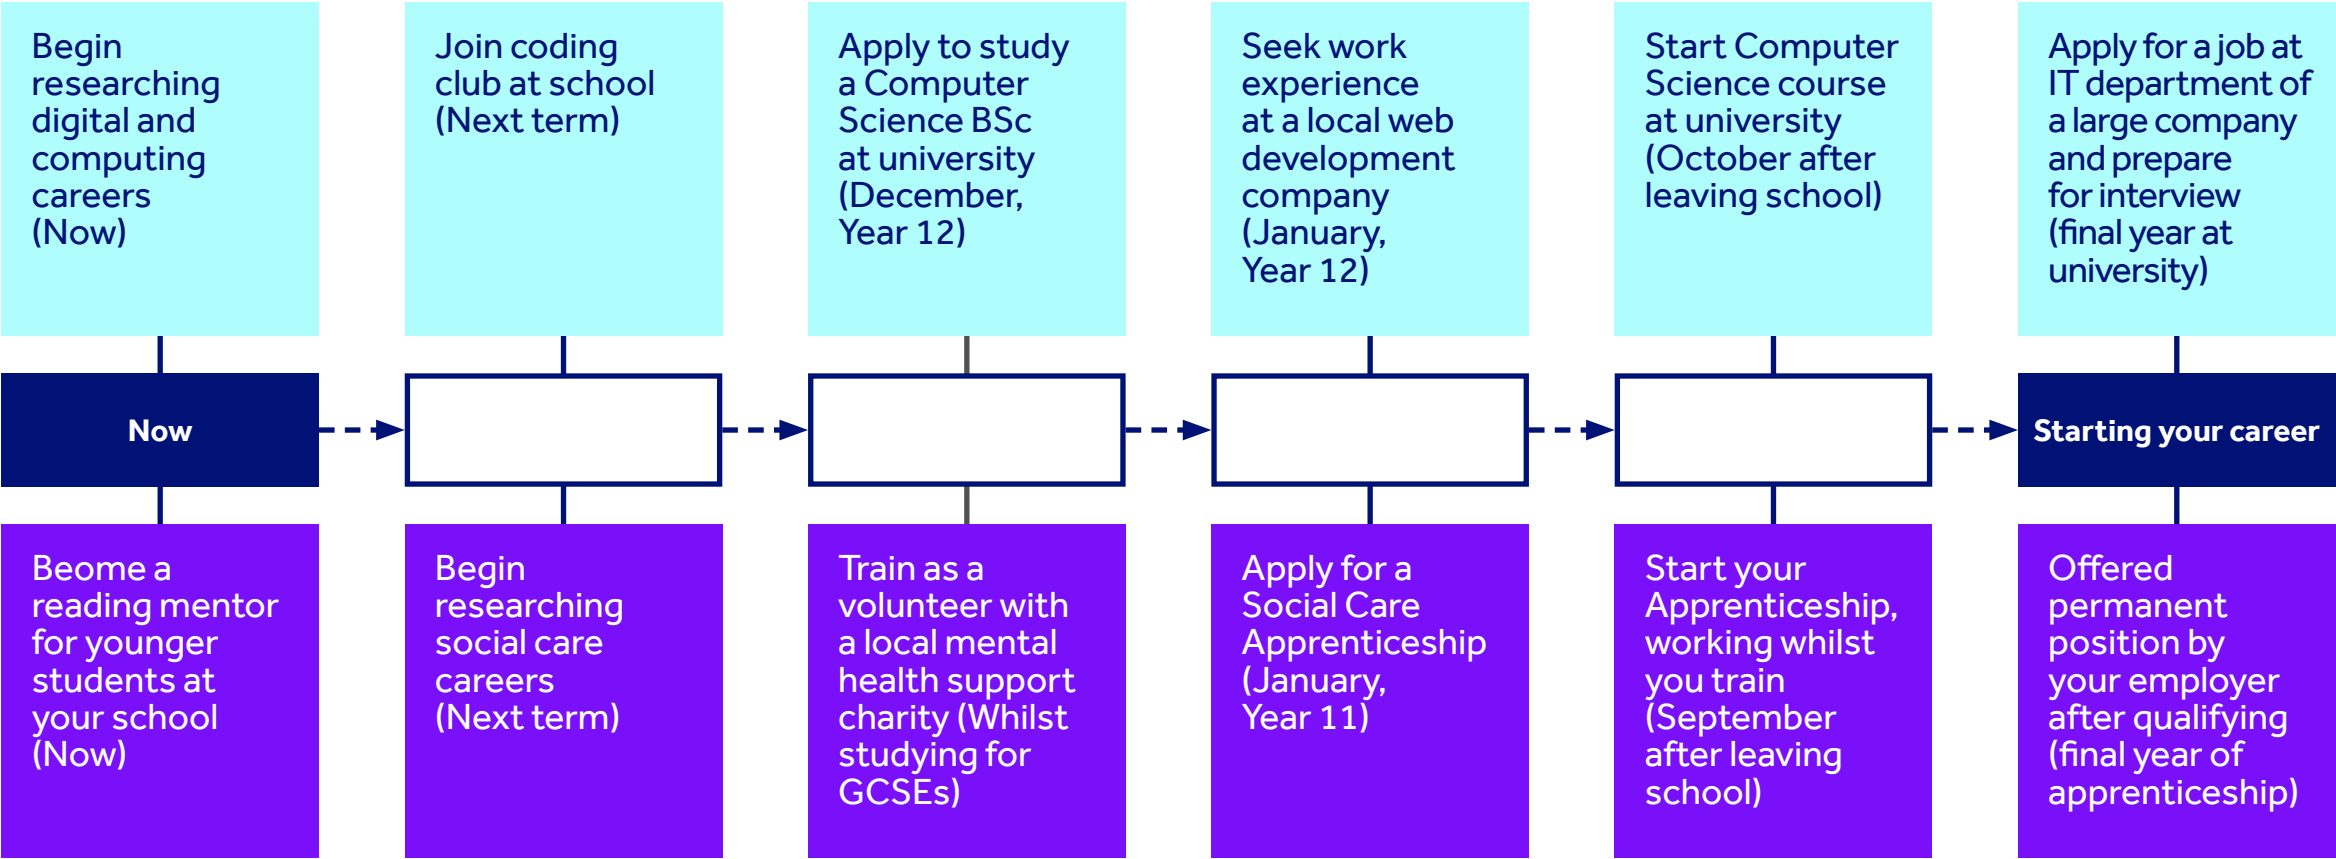 Begin
researching
digital and
computing
careers
(Now)
Join coding
club at school
(Next term)
Apply to study
a Computer
Science BSc
at university
(December,
Year 12)
Seek work
experience
at a local web
development
company
(January,
Year 12)
Start Computer
Science course
at university
(October after
leaving school)
Apply for a job at
IT department of
a large company
and prepare
for interview
(final year at
university)
Now
Starting your career
Beome a
reading mentor
for younger
students at
your school
(Now)
Begin
researching
social care
careers
(Next term)
Train as a
volunteer with
a local mental
health support
charity (Whilst
studying for
GCSEs)
Apply for a
Social Care
Apprenticeship
(January,
Year 11)
Start your
Apprenticeship,
working whilst
you train
(September
after leaving
school)
Offered
permanent
position by
your employer
after qualifying
(final year of
apprenticeship)